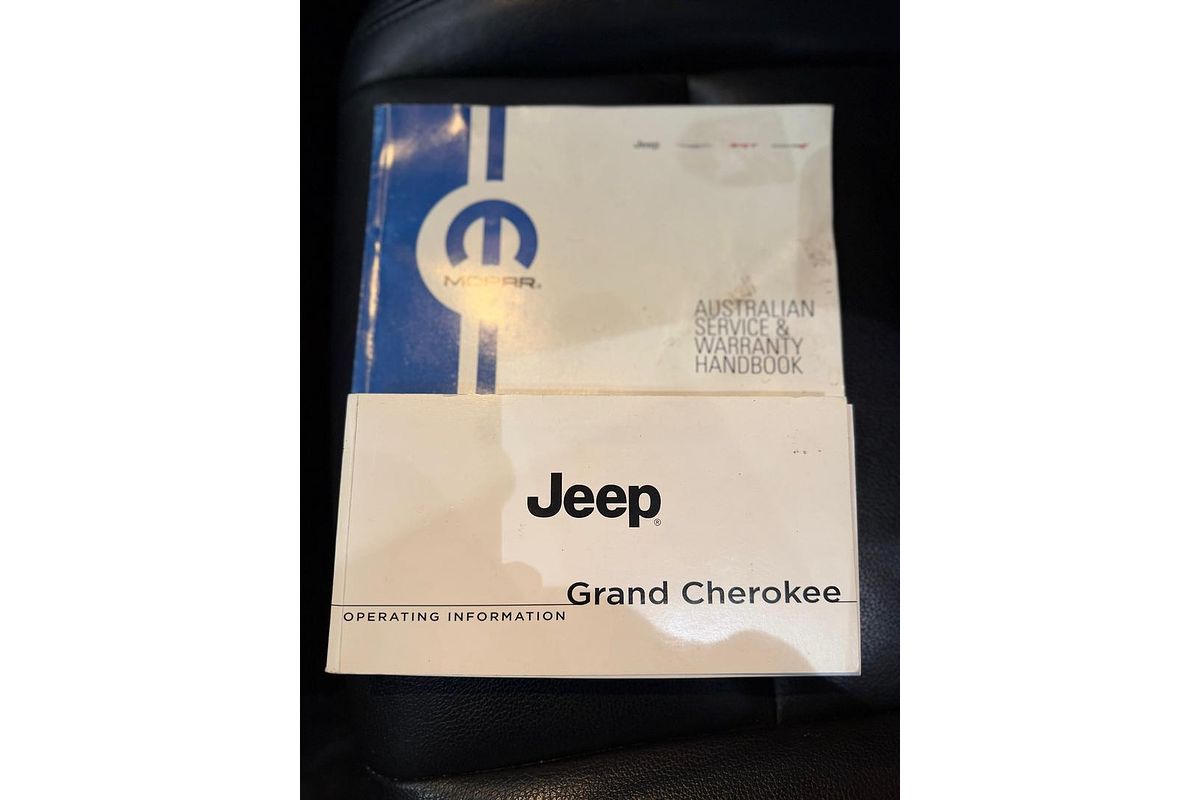 Jeep
MOPAR®
AUSTRALIAN
SERVICE &
WARRANTY
HANDBOOK
Jeep®
Grand Cherokee
OPERATING INFORMATION